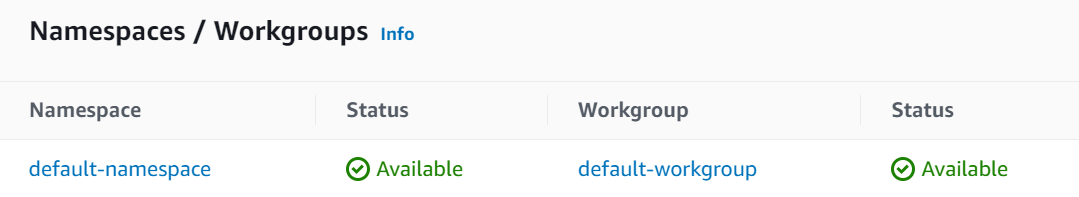 Namespaces / Workgroups Info
Namespace Status Workgroup Status
default-namespace Available default-workgroup Available